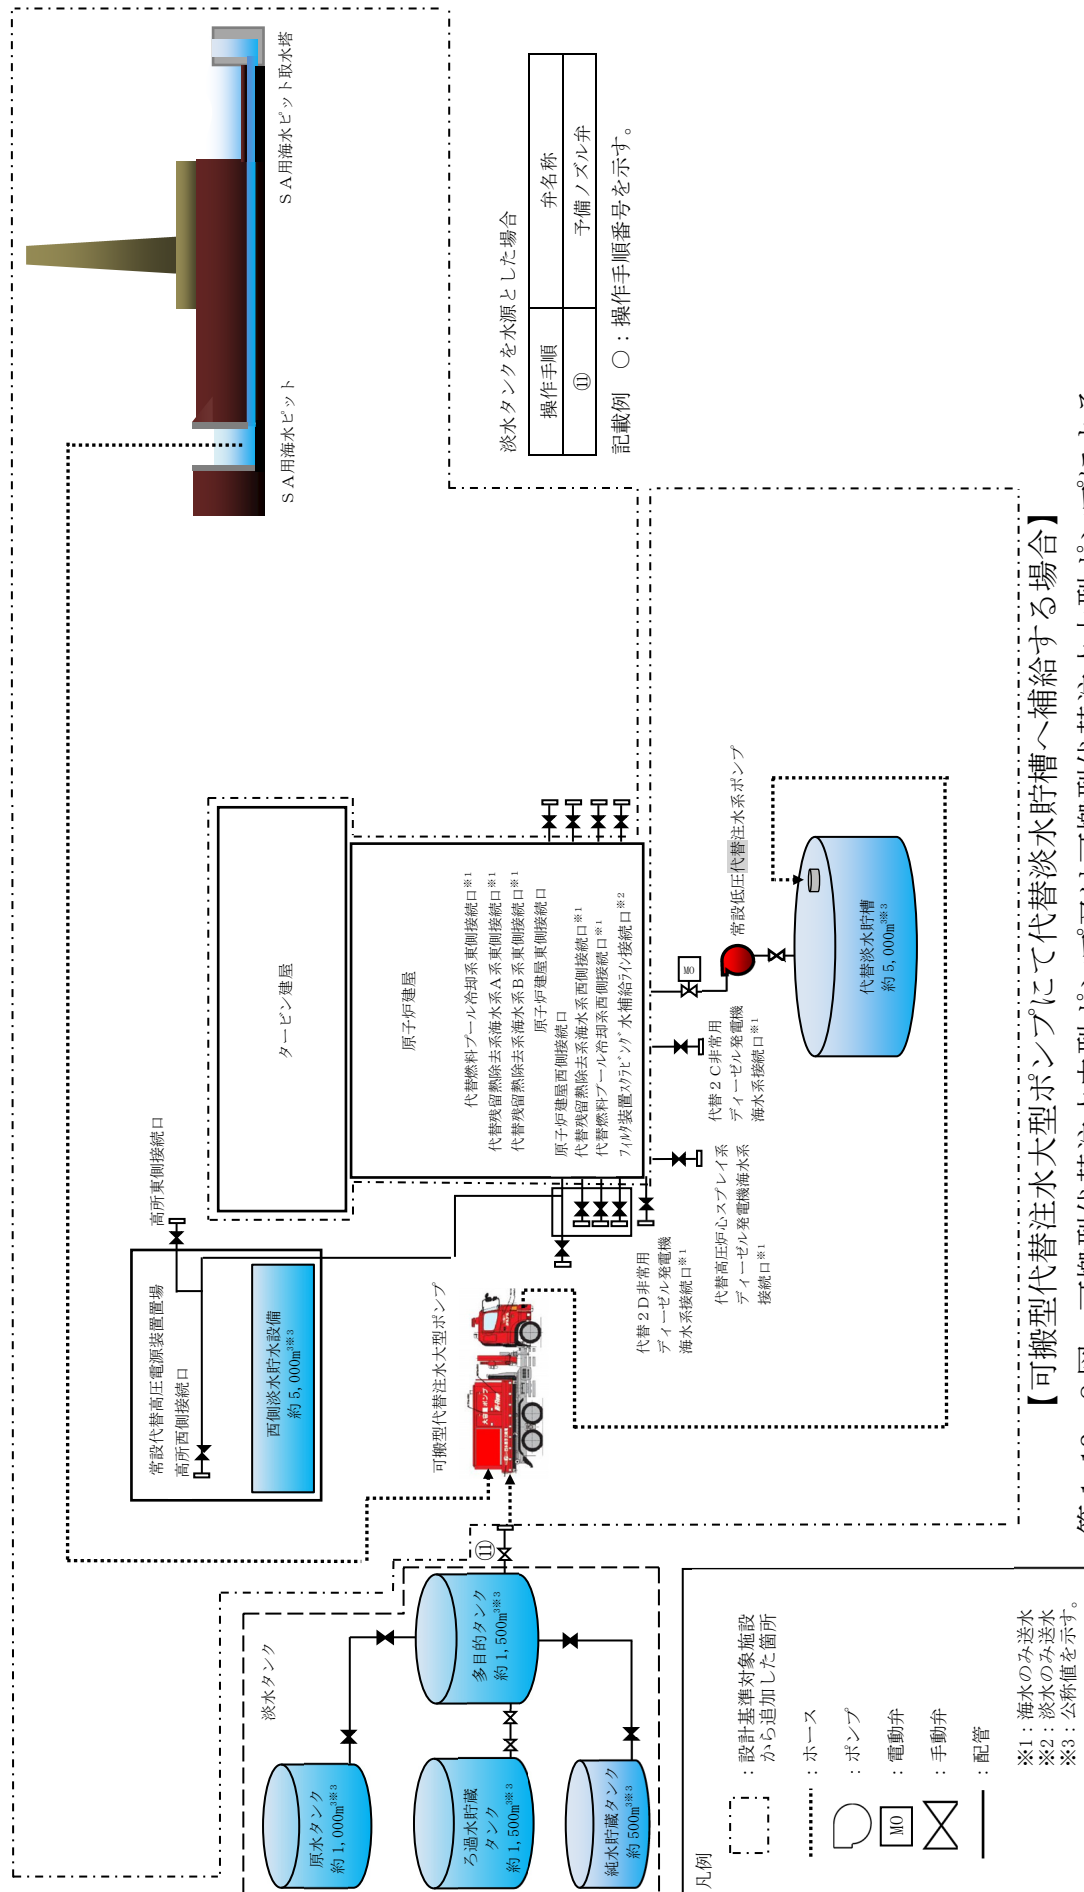 ＳＡ用海水ピット取水塔
ＳＡ用海水ピット
淡水タンクを水源とした場合
操作手順
弁名称
⑪
予備ノズル弁
記載例　○：操作手順番号を示す。
タービン建屋
原子炉建屋
代替燃料プール冷却系東側接続口※1
代替残留熱除去系海水系Ａ系東側接続口※1
代替残留熱除去系海水系Ｂ系東側接続口※1
原子炉建屋東側接続口
原子炉建屋西側接続口
代替残留熱除去系海水系西側接続口※1
代替燃料プール冷却系西側接続口※1
フィルタ装置スクラビング水補給ライン接続口※2
高所東側接続口
常設代替高圧電源装置置場
高所西側接続口
西側淡水貯水設備
約 5,000m³※3
可搬型代替注水大型ポンプ
代替２Ｄ非常用
ディーゼル発電機
海水系接続口※1
代替高圧炉心スプレイ系
ディーゼル発電機海水系
接続口※1
代替２Ｃ非常用
ディーゼル発電機
海水系接続口※1
MO
常設低圧代替注水系ポンプ
代替淡水貯槽
約 5,000m³※3
淡水タンク
⑪
多目的タンク
約 1,500m³※3
原水タンク
約 1,000m³※3
ろ過水貯蔵
タンク
約 1,500m³※3
純水貯蔵タンク
約 500m³※3
凡例
：設計基準対象施設
から追加した箇所
：ホース
：ポンプ
MO
：電動弁
：手動弁
：配管
※1：海水のみ送水
※2：淡水のみ送水
※3：公称値を示す。
【可搬型代替注水大型ポンプにて代替淡水貯槽へ補給する場合】